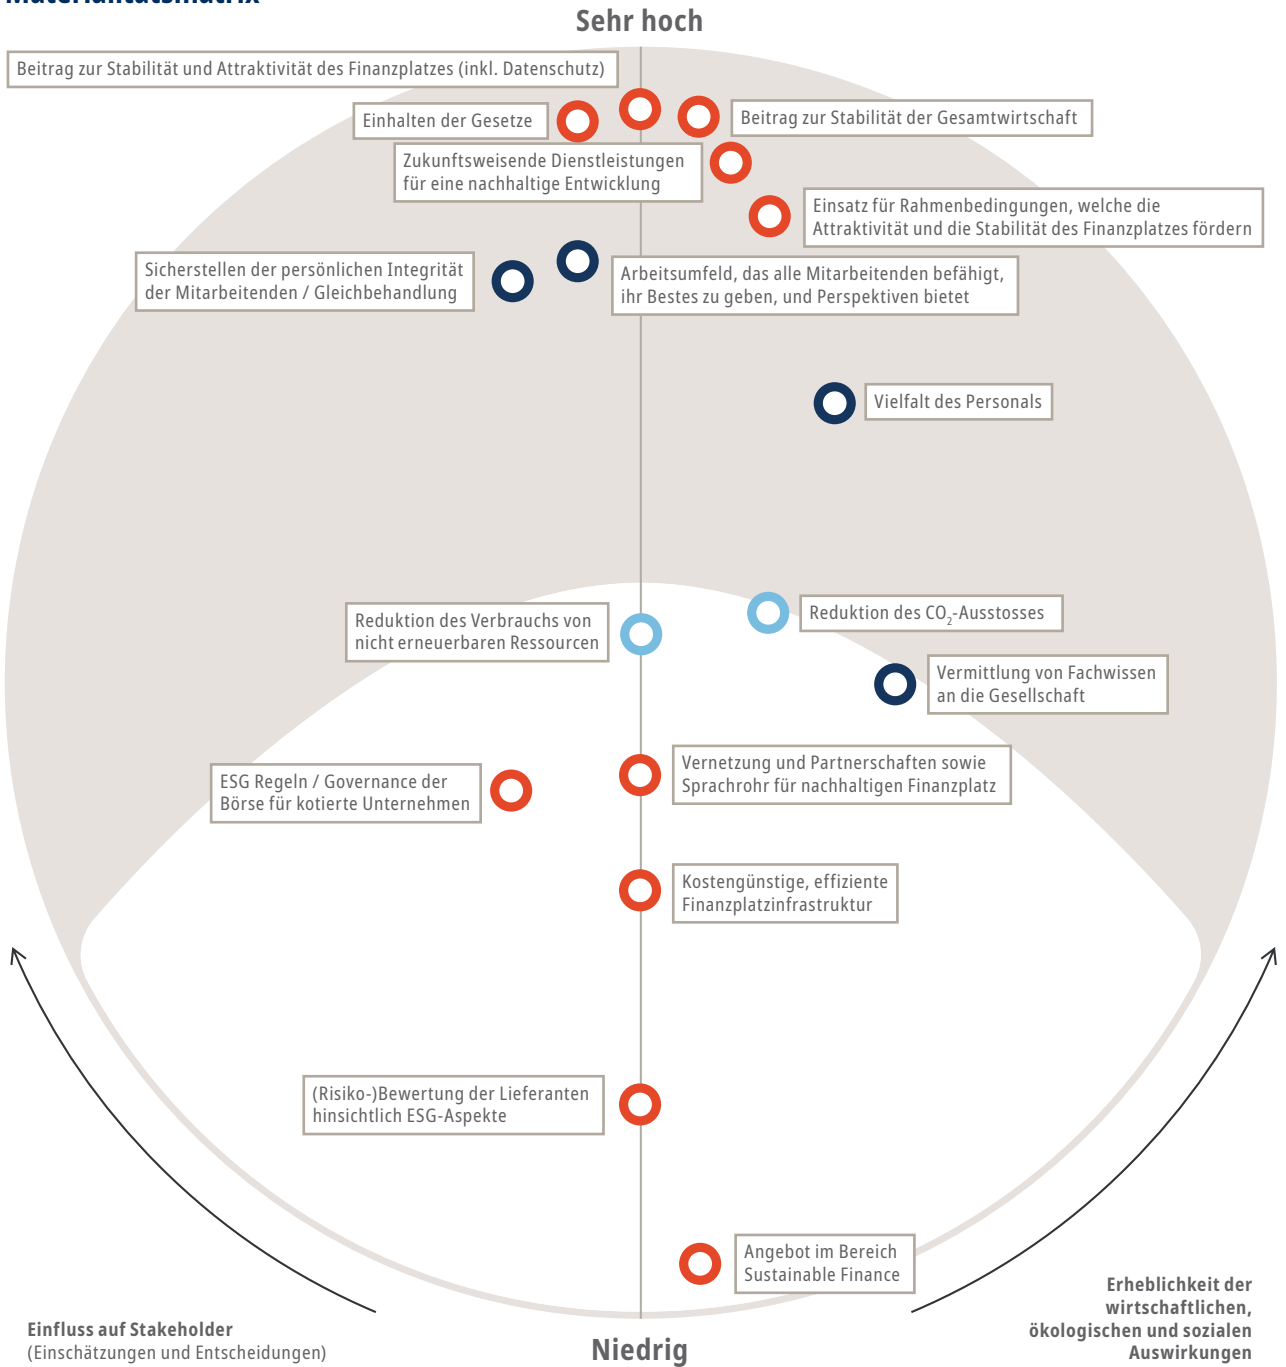 Materialitätsmatrix
Sehr hoch
Beitrag zur Stabilität und Attraktivität des Finanzplatzes (inkl. Datenschutz)
Einhalten der Gesetze
Beitrag zur Stabilität der Gesamtwirtschaft
Zukunftsweisende Dienstleistungen
für eine nachhaltige Entwicklung
Einsatz für Rahmenbedingungen, welche die
Attraktivität und die Stabilität des Finanzplatzes fördern
Sicherstellen der persönlichen Integrität
der Mitarbeitenden / Gleichbehandlung
Arbeitsumfeld, das alle Mitarbeitenden befähigt,
ihr Bestes zu geben, und Perspektiven bietet
Vielfalt des Personals
Reduktion des Verbrauchs von
nicht erneuerbaren Ressourcen
Reduktion des CO₂-Ausstosses
Vermittlung von Fachwissen
an die Gesellschaft
ESG Regeln / Governance der
Börse für kotierte Unternehmen
Vernetzung und Partnerschaften sowie
Sprachrohr für nachhaltigen Finanzplatz
Kostengünstige, effiziente
Finanzplatzinfrastruktur
(Risiko-)Bewertung der Lieferanten
hinsichtlich ESG-Aspekte
Angebot im Bereich
Sustainable Finance
Einfluss auf Stakeholder
(Einschätzungen und Entscheidungen)
Niedrig
Erheblichkeit der
wirtschaftlichen,
ökologischen und sozialen
Auswirkungen